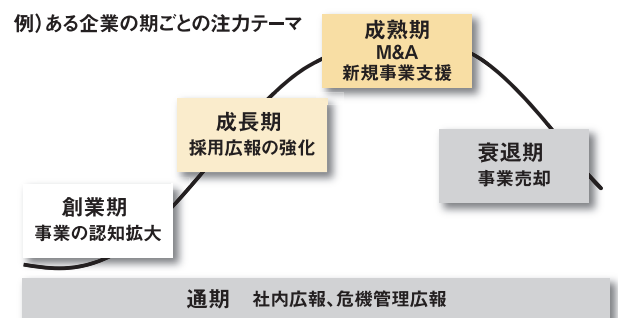 例）ある企業の期ごとの注力テーマ
成熟期
M&A
新規事業支援
成長期
採用広報の強化
衰退期
事業売却
創業期
事業の認知拡大
通期　社内広報、危機管理広報